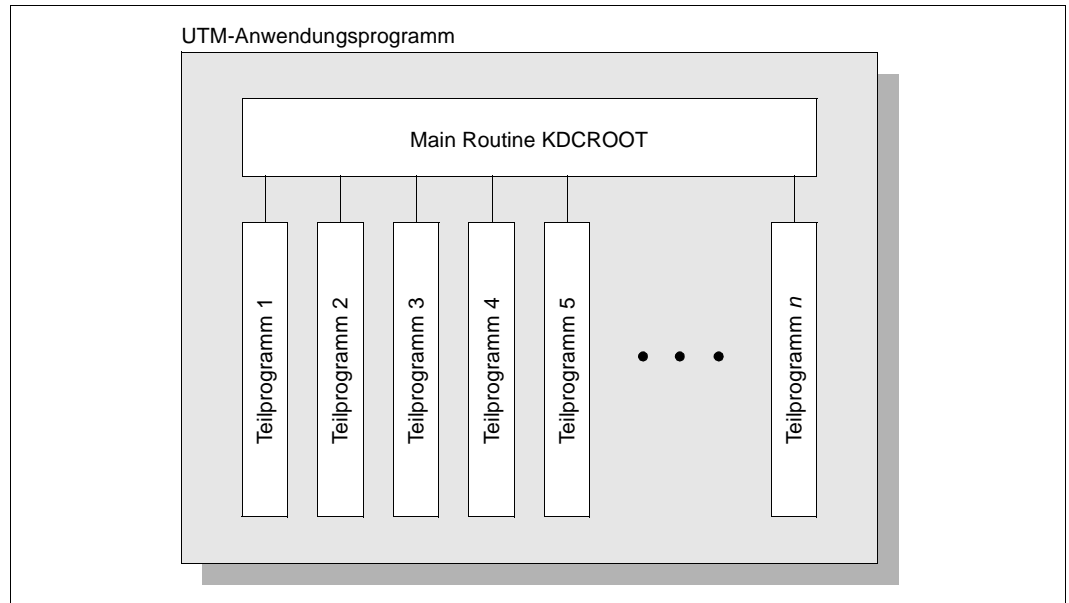 UTM-Anwendungsprogramm
Main Routine KDCROOT
Teilprogramm 1
Teilprogramm 2
Teilprogramm 3
Teilprogramm 4
Teilprogramm 5
• • •
Teilprogramm n